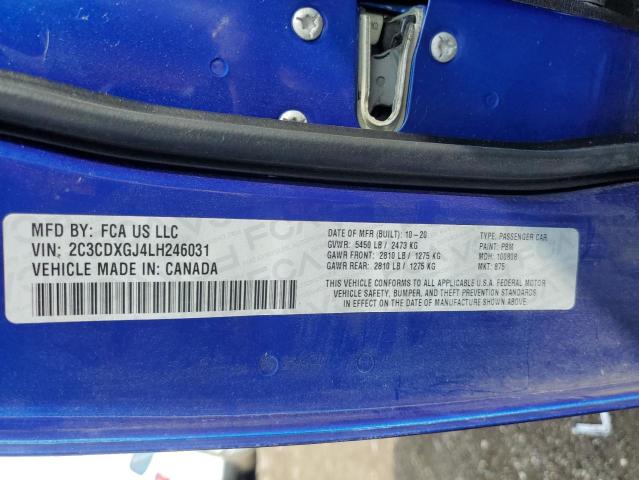 MFD BY: FCA US LLC
VIN: 2C3CDXGJ4LH246031
VEHICLE MADE IN: CANADA
DATE OF MFR (BUILT): 10-20
GVWR: 5450 LB / 2473 KG
GAWR FRONT: 2810 LB / 1275 KG
GAWR REAR: 2810 LB / 1275 KG
TYPE: PASSENGER CAR
PAINT: PBM
MDH: 100808
MKT: 875
THIS VEHICLE CONFORMS TO ALL APPLICABLE U.S.A. FEDERAL MOTOR
VEHICLE SAFETY, BUMPER, AND THEFT PREVENTION STANDARDS
IN EFFECT ON THE DATE OF MANUFACTURE SHOWN ABOVE.